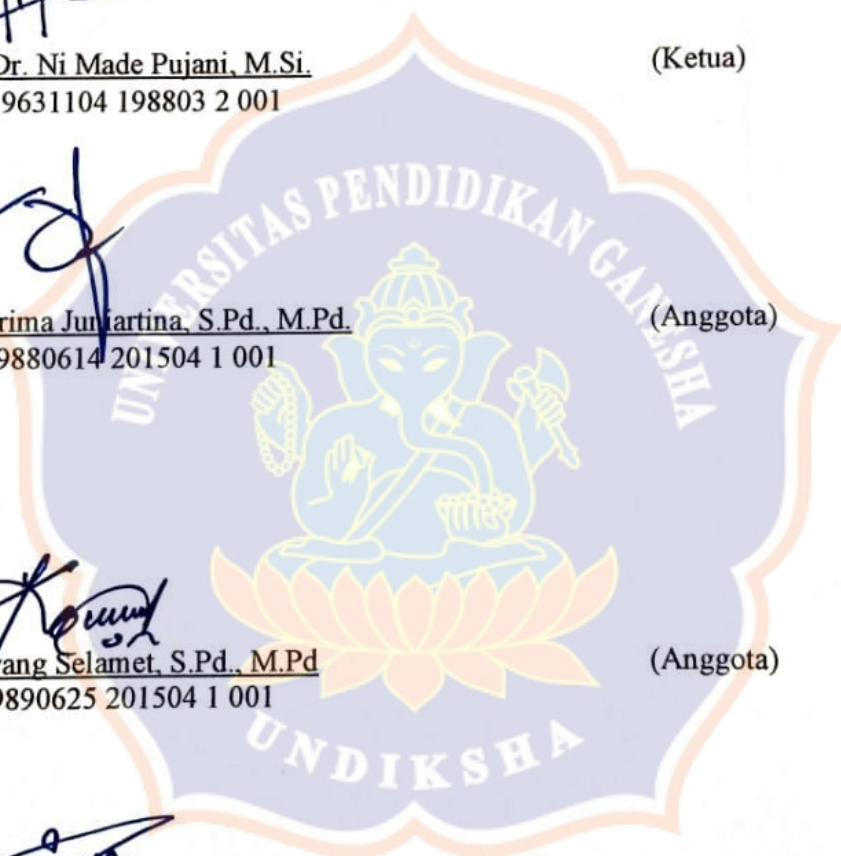 Dr. Ni Made Pujani, M.Si.
(Ketua)
9631104 198803 2 001
UNIVERSITAS PENDIDIKAN GANESHA
rima Juniartina, S.Pd., M.Pd.
(Anggota)
9880614 201504 1 001
ang Selamet, S.Pd., M.Pd
(Anggota)
9890625 201504 1 001
UNDIKSHA